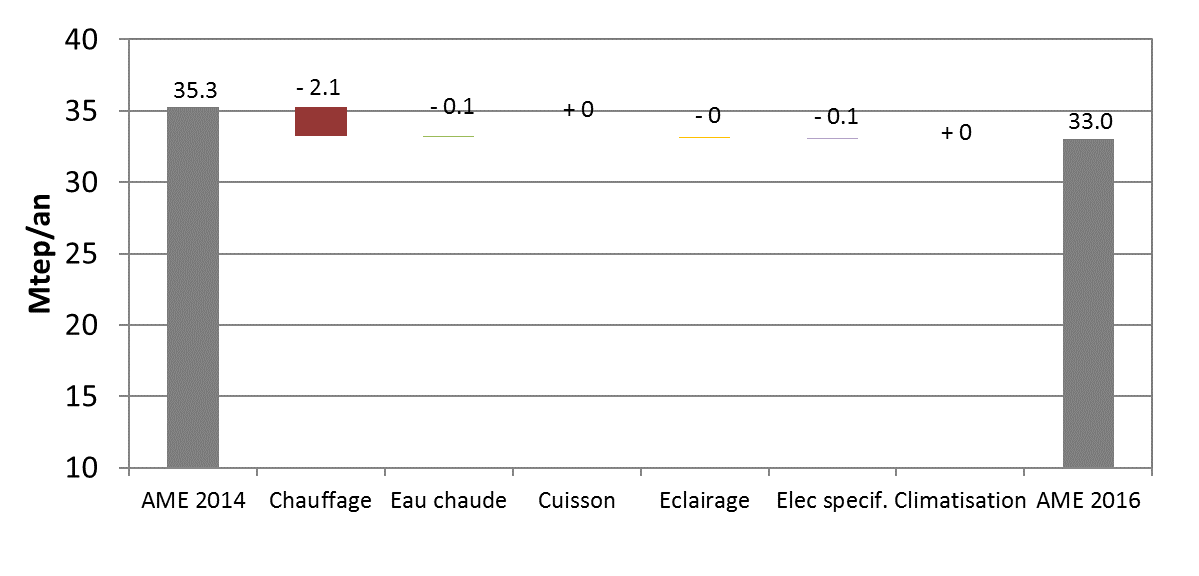 40
35
30
25
20
15
10
Mtep/an
35.3
- 2.1
- 0.1
+ 0
- 0
- 0.1
+ 0
33.0
AME 2014
Chauffage
Eau chaude
Cuisson
Eclairage
Elec specif.
Climatisation
AME 2016